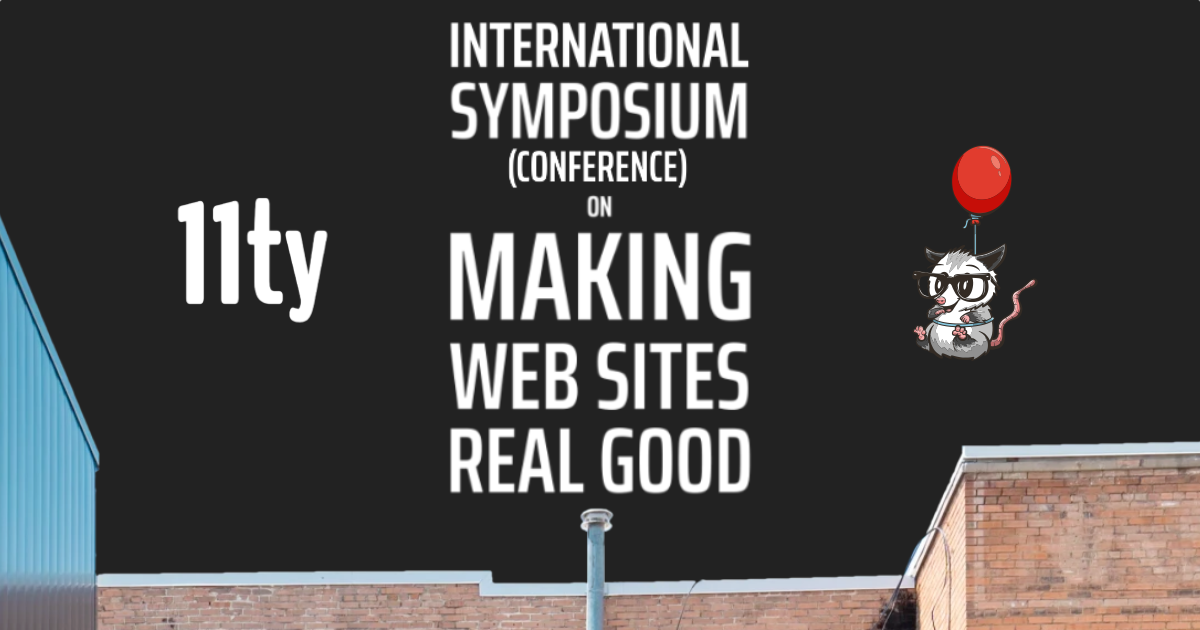 INTERNATIONAL
SYMPOSIUM
(CONFERENCE)
ON
MAKING
WEB SITES
REAL GOOD
11ty